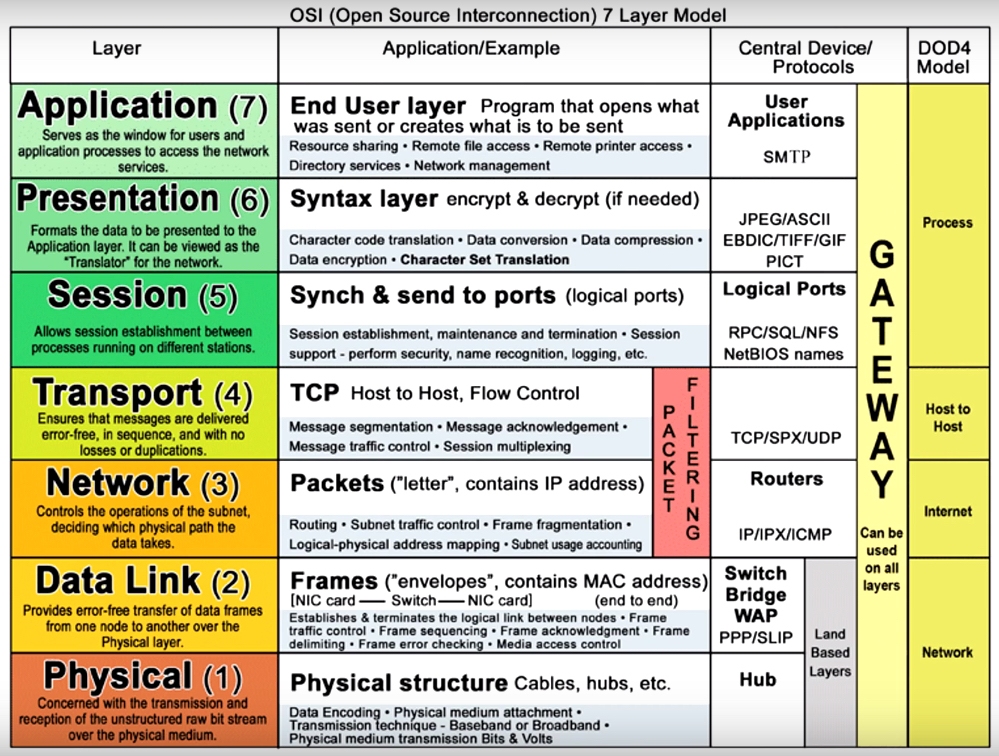 OSI (Open Source Interconnection) 7 Layer Model
Layer
Application/Example
Central Device/
Protocols
DOD4
Model
Application (7)
Serves as the window for users and
application processes to access the network
services.
End User layer Program that opens what
was sent or creates what is to be sent
Resource sharing • Remote file access • Remote printer access •
Directory services • Network management
User
Applications
SMTP
Presentation (6)
Formats the data to be presented to the
Application layer. It can be viewed as the
"Translator" for the network.
Syntax layer encrypt & decrypt (if needed)
Character code translation • Data conversion • Data compression •
Data encryption • Character Set Translation
JPEG/ASCII
EBDIC/TIFF/GIF
PICT
Process
Session (5)
Allows session establishment between
processes running on different stations.
Synch & send to ports (logical ports)
Session establishment, maintenance and termination • Session
support - perform security, name recognition, logging, etc.
Logical Ports
RPC/SQL/NFS
NetBIOS names
Transport (4)
Ensures that messages are delivered
error-free, in sequence, and with no
losses or duplications.
TCP Host to Host, Flow Control
Message segmentation • Message acknowledgement •
Message traffic control • Session multiplexing
PACKET
FILTERING
TCP/SPX/UDP
Host to
Host
Network (3)
Controls the operations of the subnet,
deciding which physical path the
data takes.
Packets ("letter", contains IP address)
Routing • Subnet traffic control • Frame fragmentation •
Logical-physical address mapping • Subnet usage accounting
Routers
IP/IPX/ICMP
Internet
GATEWAY
Can be
used
on all
layers
Data Link (2)
Provides error-free transfer of data frames
from one node to another over the
Physical layer.
Frames ("envelopes", contains MAC address)
[NIC card —— Switch—— NIC card] (end to end)
Establishes & terminates the logical link between nodes • Frame
traffic control • Frame sequencing • Frame acknowledgment • Frame
delimiting • Frame error checking • Media access control
Switch
Bridge
WAP
PPP/SLIP
Land
Based
Layers
Network
Physical (1)
Concerned with the transmission and
reception of the unstructured raw bit stream
over the physical medium.
Physical structure Cables, hubs, etc.
Data Encoding • Physical medium attachment •
Transmission technique - Baseband or Broadband •
Physical medium transmission Bits & Volts
Hub